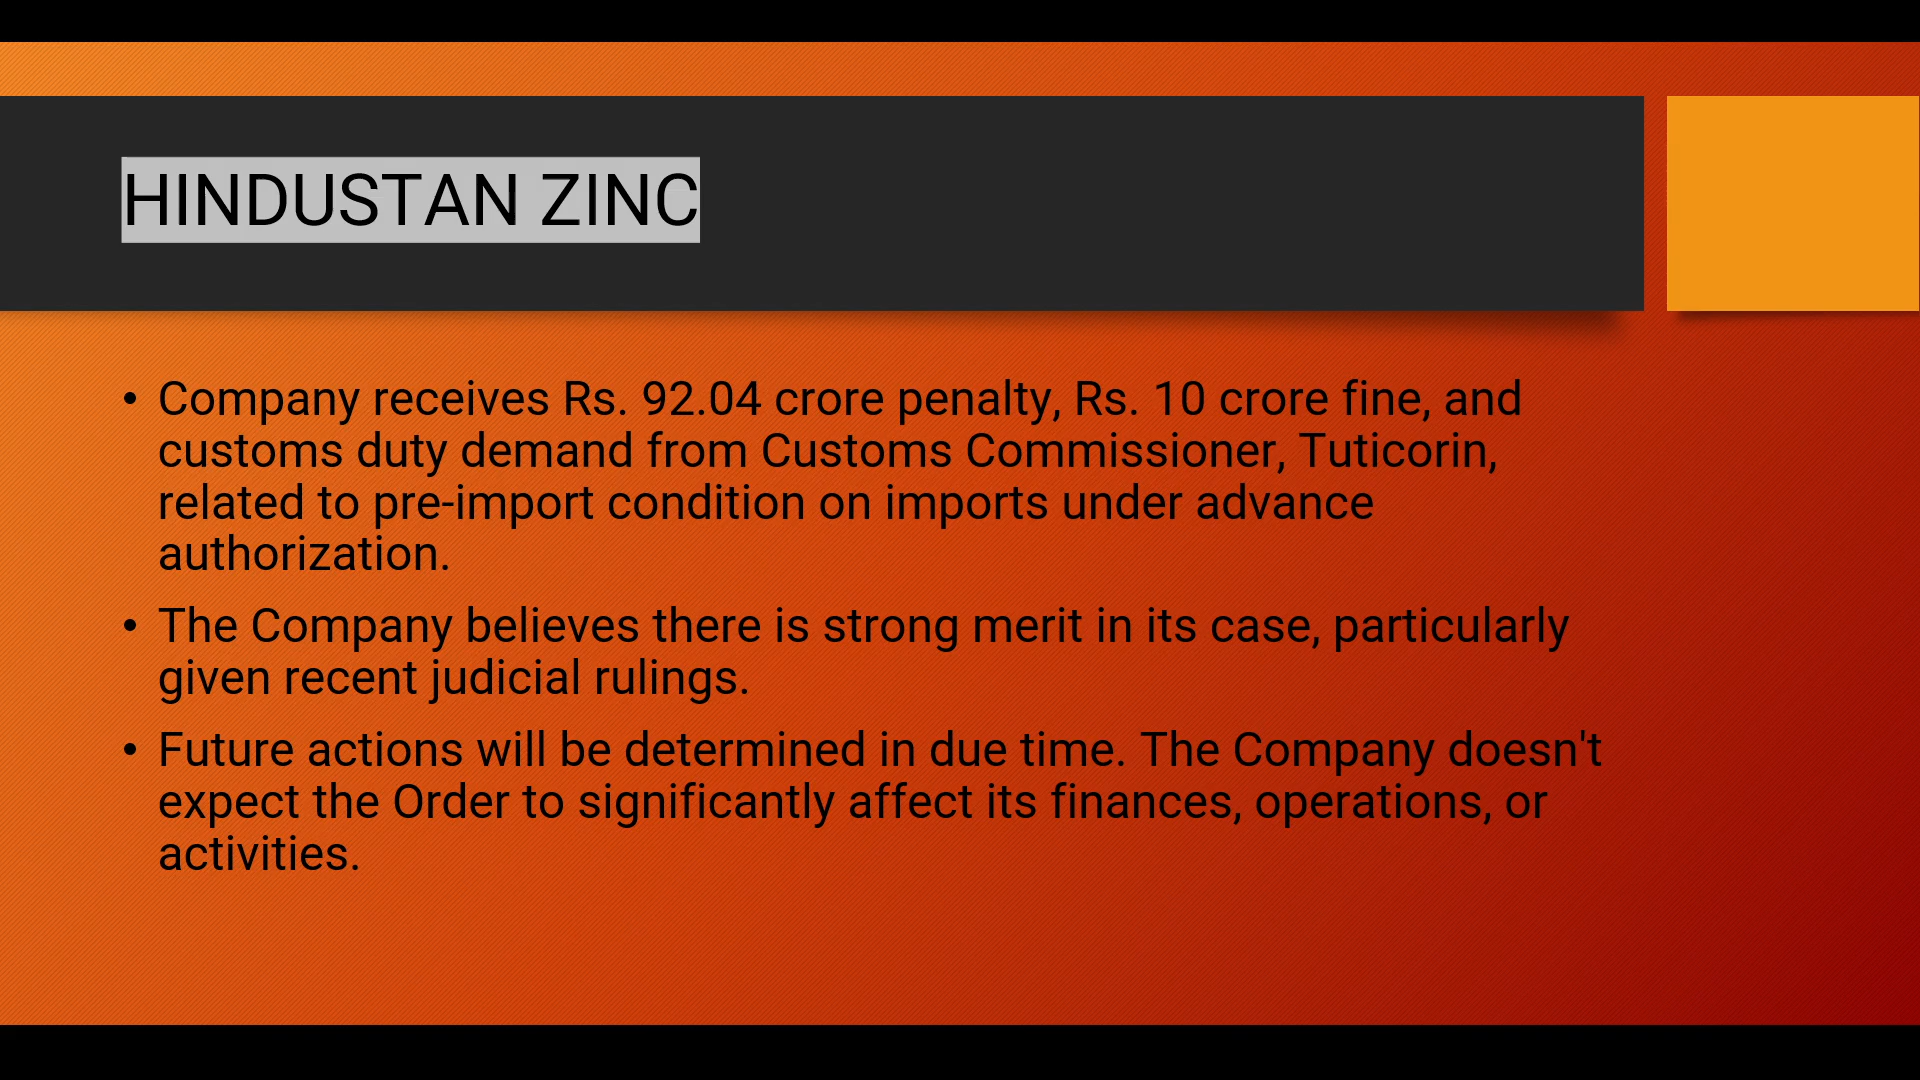 HINDUSTAN ZINC
• Company receives Rs. 92.04 crore penalty, Rs. 10 crore fine, and
customs duty demand from Customs Commissioner, Tuticorin,
related to pre-import condition on imports under advance
authorization.
• The Company believes there is strong merit in its case, particularly
given recent judicial rulings.
• Future actions will be determined in due time. The Company doesn't
expect the Order to significantly affect its finances, operations, or
activities.